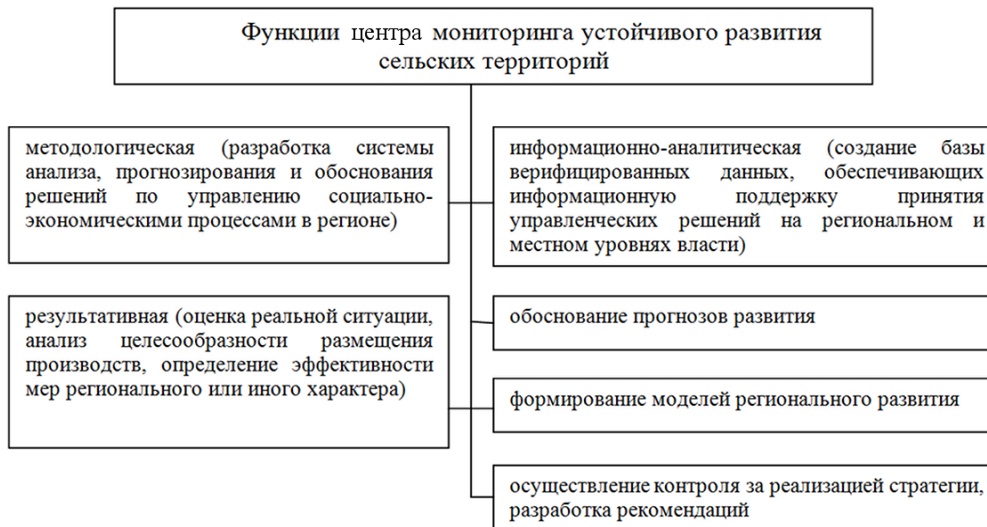 Функции центра мониторинга устойчивого развития
сельских территорий
методологическая (разработка системы
анализа, прогнозирования и обоснования
решений по управлению социально-
экономическими процессами в регионе)
информационно-аналитическая (создание базы
верифицированных данных, обеспечивающих
информационную поддержку принятия
управленческих решений на региональном и
местном уровнях власти)
результативная (оценка реальной ситуации,
анализ целесообразности размещения
производств, определение эффективности
мер регионального или иного характера)
обоснование прогнозов развития
формирование моделей регионального развития
осуществление контроля за реализацией стратегии,
разработка рекомендаций